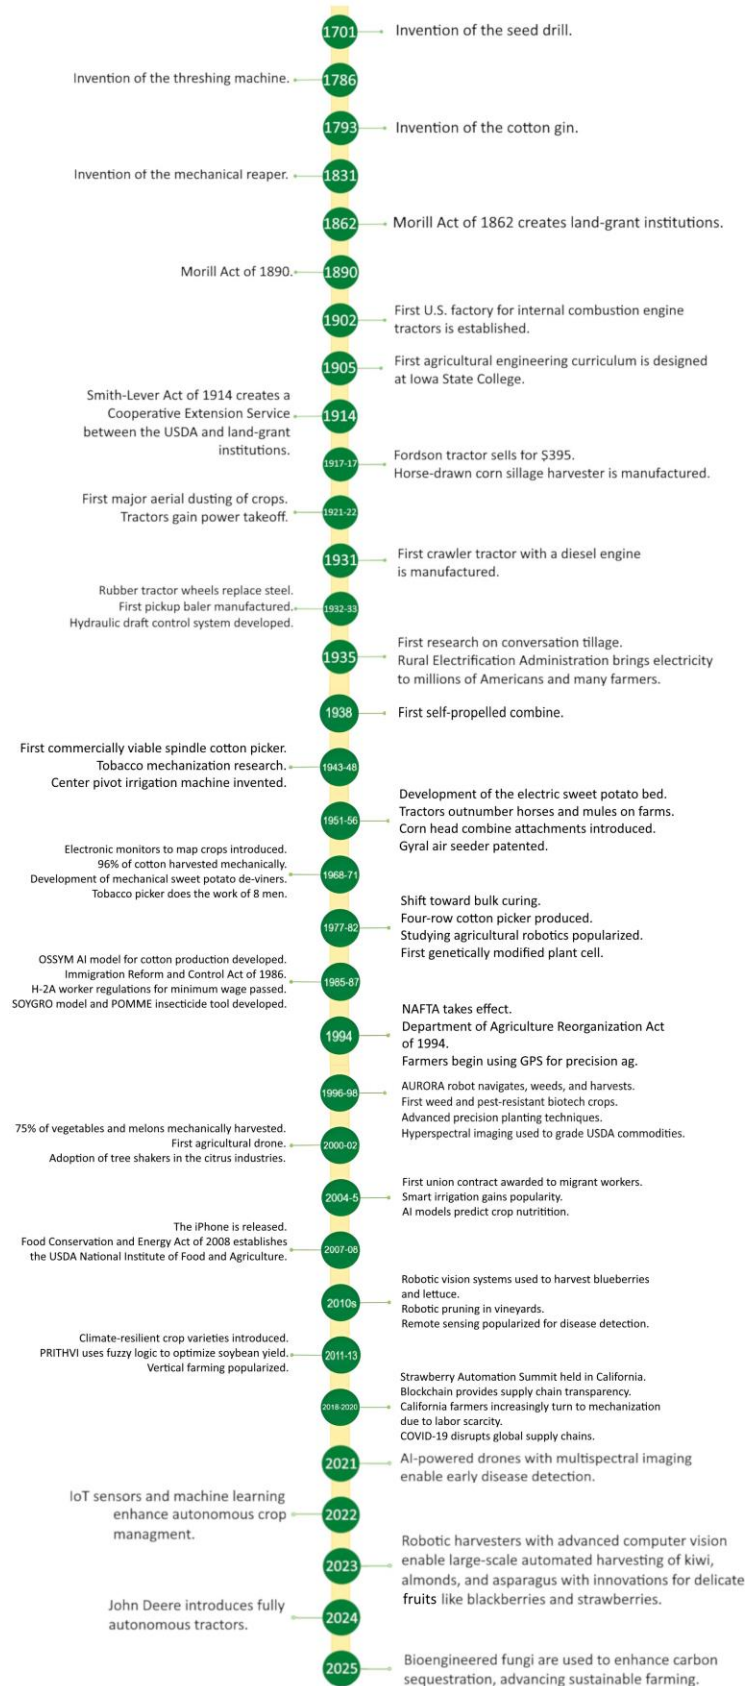 1701
Invention of the seed drill.
Invention of the threshing machine.
1786
1793
Invention of the cotton gin.
Invention of the mechanical reaper.
1831
1862
Morill Act of 1862 creates land-grant institutions.
Morill Act of 1890.
1890
1902
First U.S. factory for internal combustion engine
tractors is established.
1905
First agricultural engineering curriculum is designed
at Iowa State College.
Smith-Lever Act of 1914 creates a
Cooperative Extension Service
between the USDA and land-grant
institutions.
1914
1917-17
Fordson tractor sells for $395.
Horse-drawn corn sillage harvester is manufactured.
First major aerial dusting of crops.
Tractors gain power takeoff.
1921-22
1931
First crawler tractor with a diesel engine
is manufactured.
Rubber tractor wheels replace steel.
First pickup baler manufactured.
Hydraulic draft control system developed.
1932-33
1935
First research on conversation tillage.
Rural Electrification Administration brings electricity
to millions of Americans and many farmers.
1938
First self-propelled combine.
First commercially viable spindle cotton picker.
Tobacco mechanization research.
Center pivot irrigation machine invented.
1943-48
1951-56
Development of the electric sweet potato bed.
Tractors outnumber horses and mules on farms.
Corn head combine attachments introduced.
Gyral air seeder patented.
Electronic monitors to map crops introduced.
96% of cotton harvested mechanically.
Development of mechanical sweet potato de-viners.
Tobacco picker does the work of 8 men.
1968-71
1977-82
Shift toward bulk curing.
Four-row cotton picker produced.
Studying agricultural robotics popularized.
First genetically modified plant cell.
OSSYM AI model for cotton production developed.
Immigration Reform and Control Act of 1986.
H-2A worker regulations for minimum wage passed.
SOYGRO model and POMME insecticide tool developed.
1985-87
1994
NAFTA takes effect.
Department of Agriculture Reorganization Act
of 1994.
Farmers begin using GPS for precision ag.
1996-98
AURORA robot navigates, weeds, and harvests.
First weed and pest-resistant biotech crops.
Advanced precision planting techniques.
Hyperspectral imaging used to grade USDA commodities.
75% of vegetables and melons mechanically harvested.
First agricultural drone.
Adoption of tree shakers in the citrus industries.
2000-02
2004-5
First union contract awarded to migrant workers.
Smart irrigation gains popularity.
AI models predict crop nutritition.
The iPhone is released.
Food Conservation and Energy Act of 2008 establishes
the USDA National Institute of Food and Agriculture.
2007-08
2010s
Robotic vision systems used to harvest blueberries
and lettuce.
Robotic pruning in vineyards.
Remote sensing popularized for disease detection.
Climate-resilient crop varieties introduced.
PRITHVI uses fuzzy logic to optimize soybean yield.
Vertical farming popularized.
2011-13
2018-2020
Strawberry Automation Summit held in California.
Blockchain provides supply chain transparency.
California farmers increasingly turn to mechanization
due to labor scarcity.
COVID-19 disrupts global supply chains.
2021
AI-powered drones with multispectral imaging
enable early disease detection.
IoT sensors and machine learning
enhance autonomous crop
managment.
2022
2023
Robotic harvesters with advanced computer vision
enable large-scale automated harvesting of kiwi,
almonds, and asparagus with innovations for delicate
fruits like blackberries and strawberries.
John Deere introduces fully
autonomous tractors.
2024
2025
Bioengineered fungi are used to enhance carbon
sequestration, advancing sustainable farming.